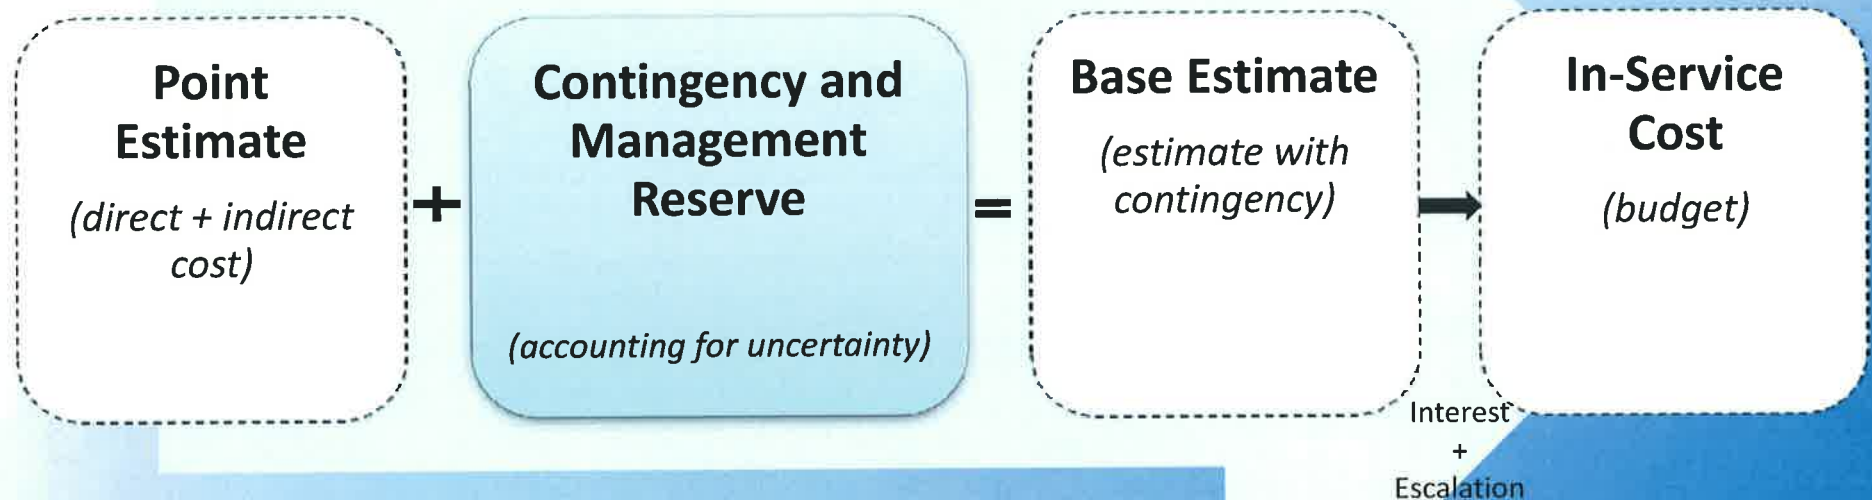 Point
Estimate
(direct + indirect
cost)
+
Contingency and
Management
Reserve
(accounting for uncertainty)
=
Base Estimate
(estimate with
contingency)
In-Service
Cost
(budget)
Interest
+
Escalation